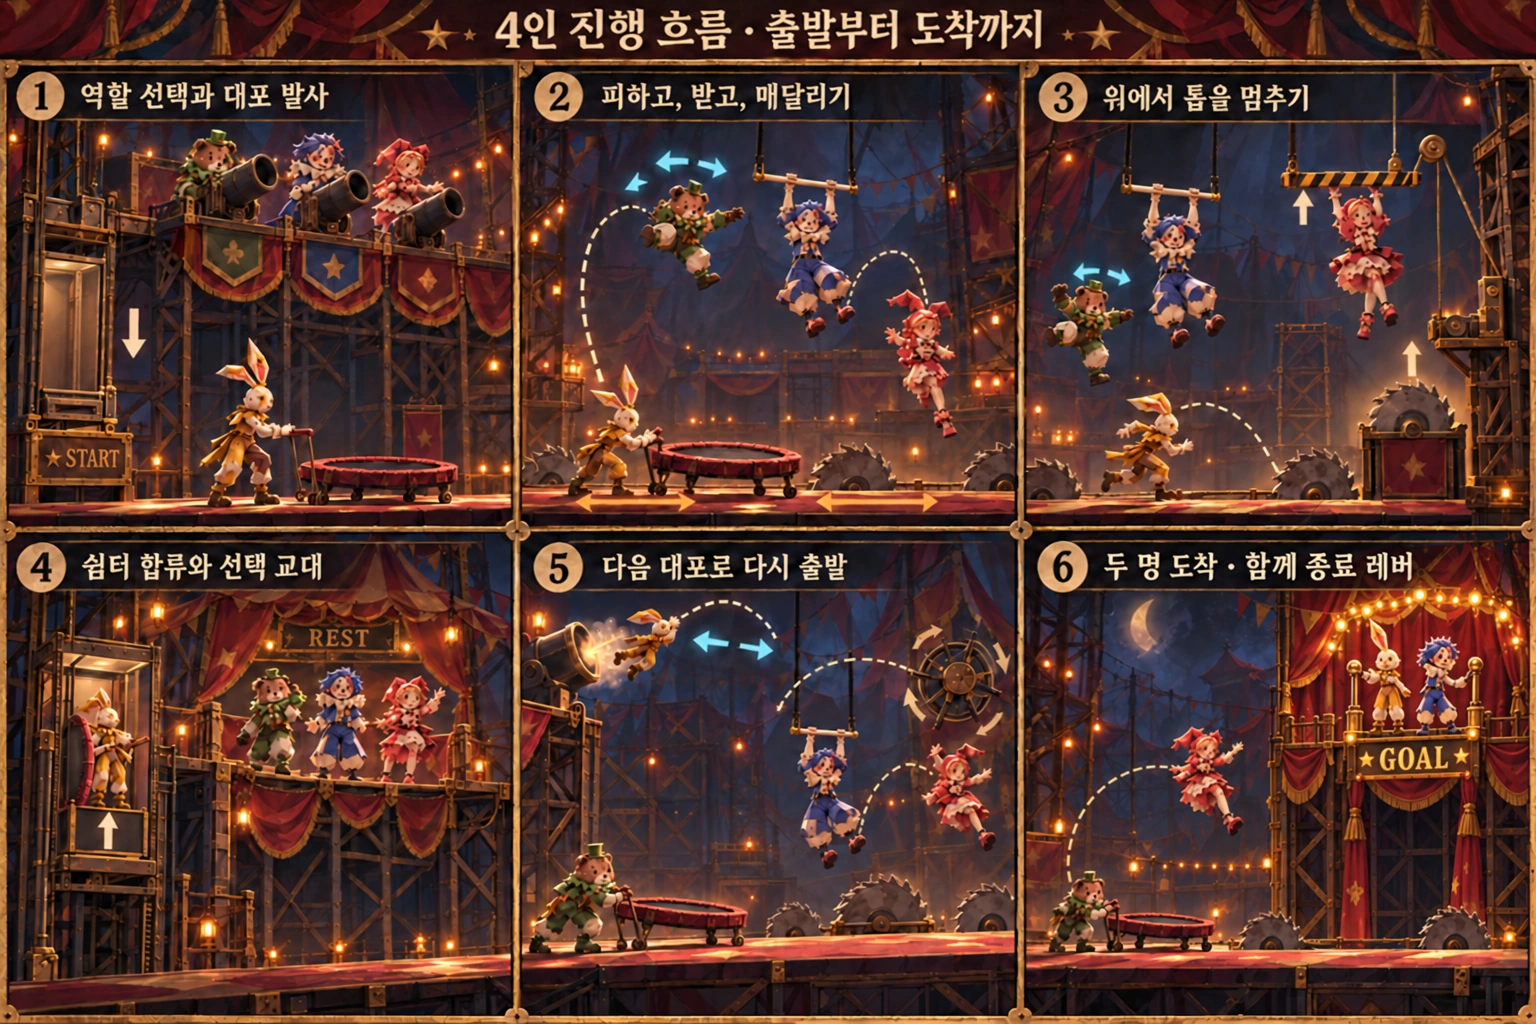 4인 진행 흐름 · 출발부터 도착까지
1 역할 선택과 대포 발사
★ START
2 피하고, 받고, 매달리기
3 위에서 톱을 멈추기
4 쉼터 합류와 선택 교대
REST
5 다음 대포로 다시 출발
6 두 명 도착 · 함께 종료 레버
★ GOAL ★